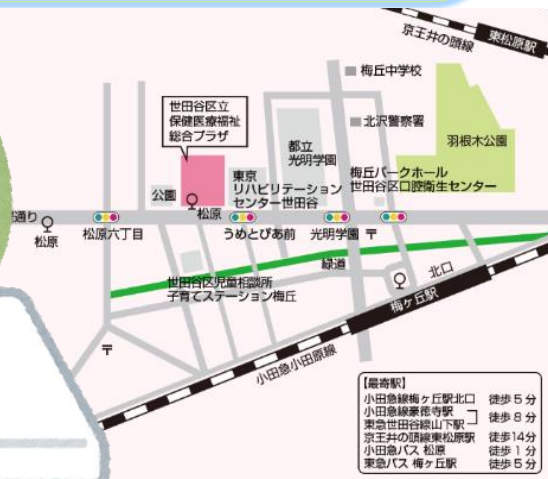 京王井の頭線
東松原駅
梅丘中学校
世田谷区立
保健医療福祉
総合プラザ
北沢警察署
羽根木公園
都立
光明学園
梅丘パークホール
世田谷区口腔衛生センター
東京
リハビリテーション
センター世田谷
公園
松原
通り
松原
松原六丁目
うめとぴあ前
光明学園
〒
緑道
北口
世田谷区児童相談所
子育てステーション梅丘
梅ヶ丘駅
〒
小田急小田原線
【最寄駅】
小田急線梅ヶ丘駅北口 徒歩5分
小田急線豪徳寺駅
東急世田谷線山下駅 徒歩8分
京王井の頭線東松原駅 徒歩14分
小田急バス 松原 徒歩1分
東急バス 梅ヶ丘駅 徒歩5分